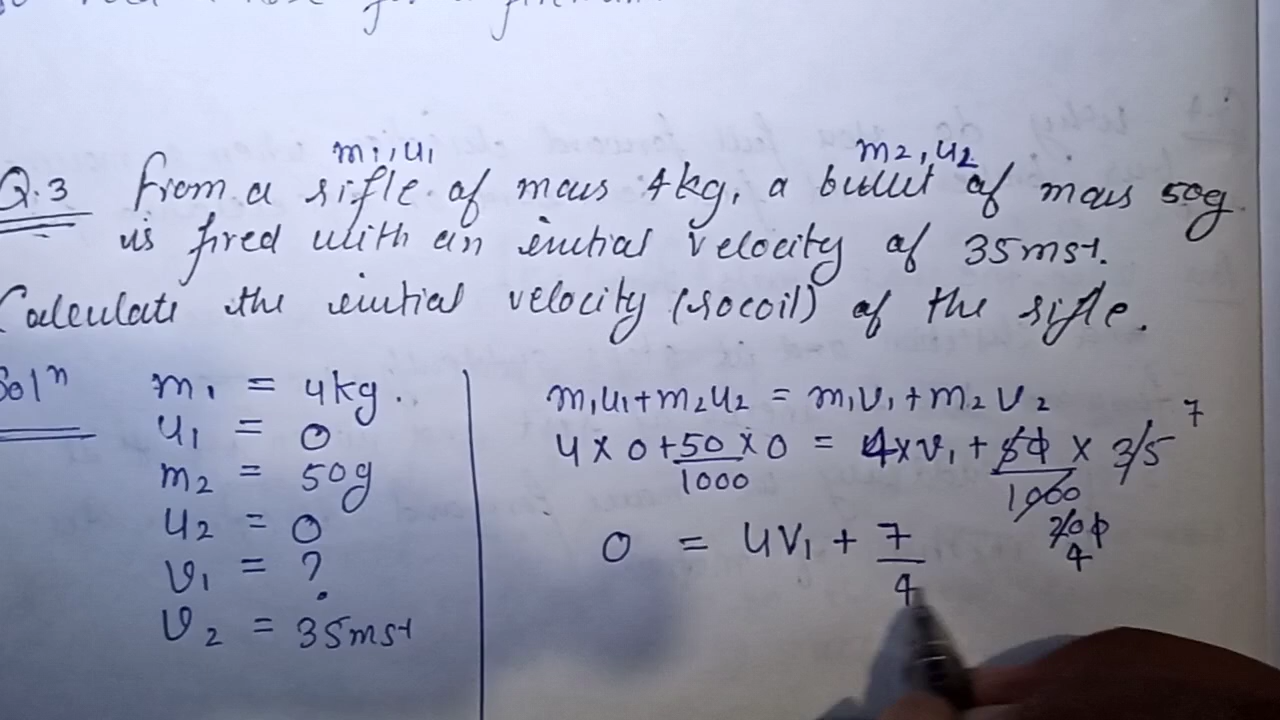 m1,u1 m2,u2
Q.3 From a rifle of mass 4kg, a bullet of mass 50g
is fired with an initial velocity of 35ms-1.
Calculate the initial velocity (recoil) of the rifle.
Soln m1 = 4kg.
u1 = 0
m2 = 50g
u2 = 0
v1 = ?
v2 = 35ms-1
m1u1+m2u2 = m1v1+m2v2
4×0+50/1000×0 = 4×v1+50/1000×35 7
200
4
0 = 4v1+7/4